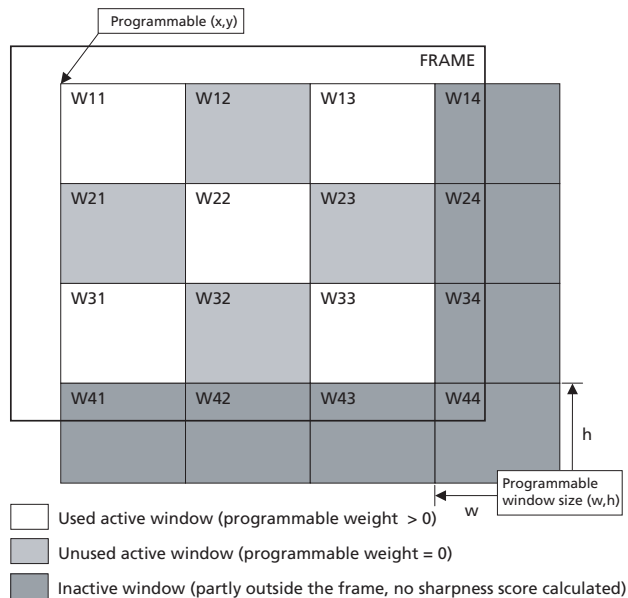 Programmable (x,y)
FRAME
W11 W12 W13 W14
W21 W22 W23 W24
W31 W32 W33 W34
W41 W42 W43 W44
h
Programmable
window size (w,h)
w
Used active window (programmable weight > 0)
Unused active window (programmable weight = 0)
Inactive window (partly outside the frame, no sharpness score calculated)